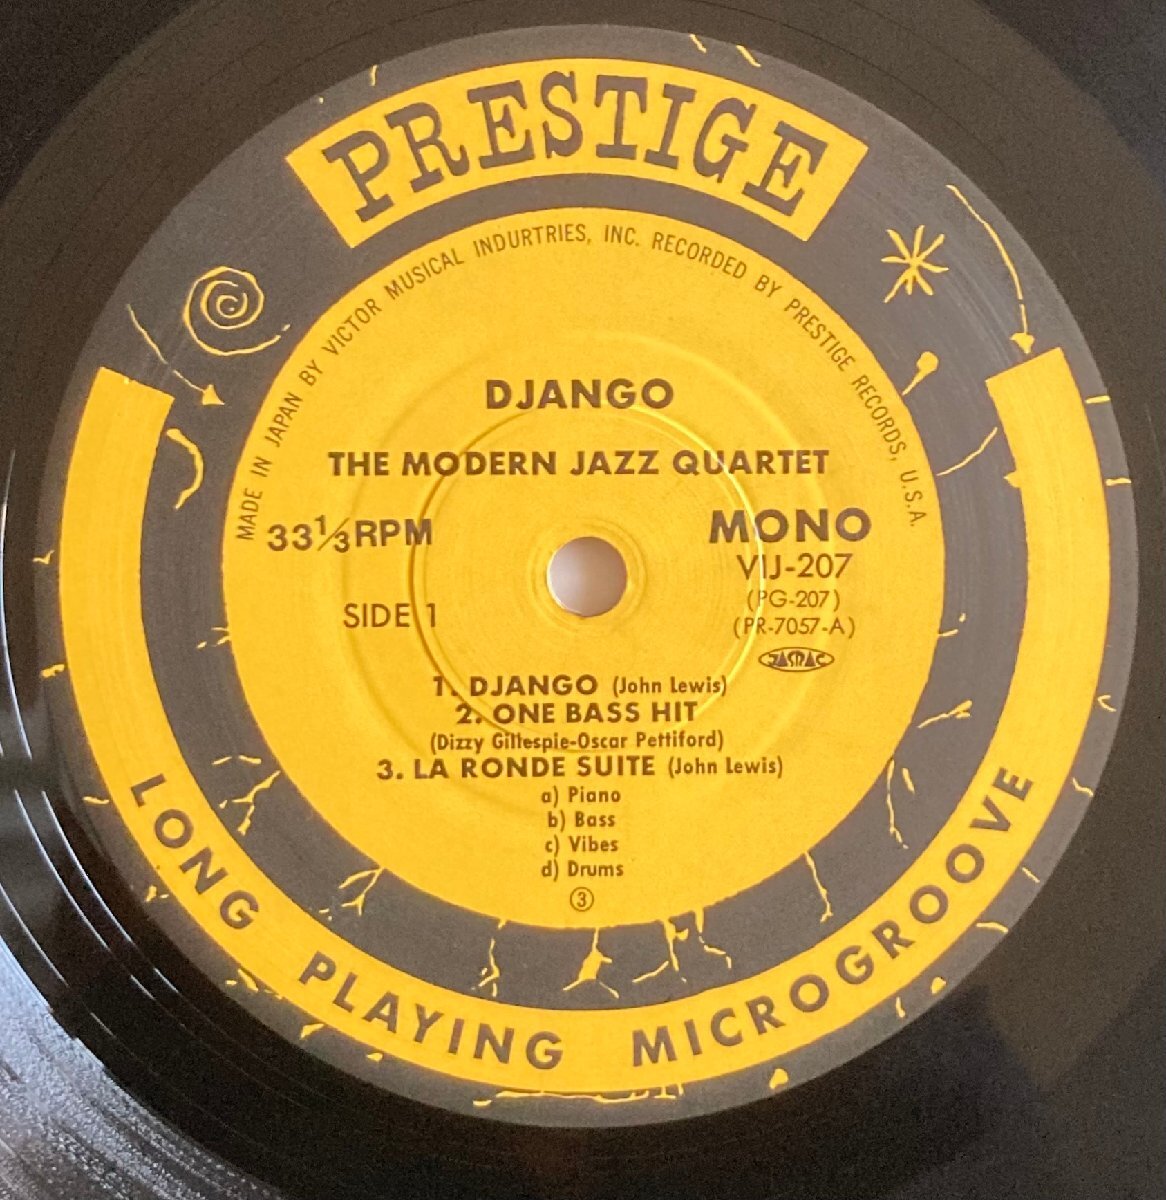 PRESTIGE
MADE IN JAPAN BY VICTOR MUSICAL INDURTRIES, INC. RECORDED BY PRESTIGE RECORDS, U.S.A.
DJANGO
THE MODERN JAZZ QUARTET
33⅓RPM
MONO
VIJ-207
(PG-207)
(PR-7057-A)
SIDE 1
JASRAC
1. DJANGO (John Lewis)
2. ONE BASS HIT
(Dizzy Gillespie-Oscar Pettiford)
3. LA RONDE SUITE (John Lewis)
a) Piano
b) Bass
c) Vibes
d) Drums
③
LONG PLAYING MICROGROOVE